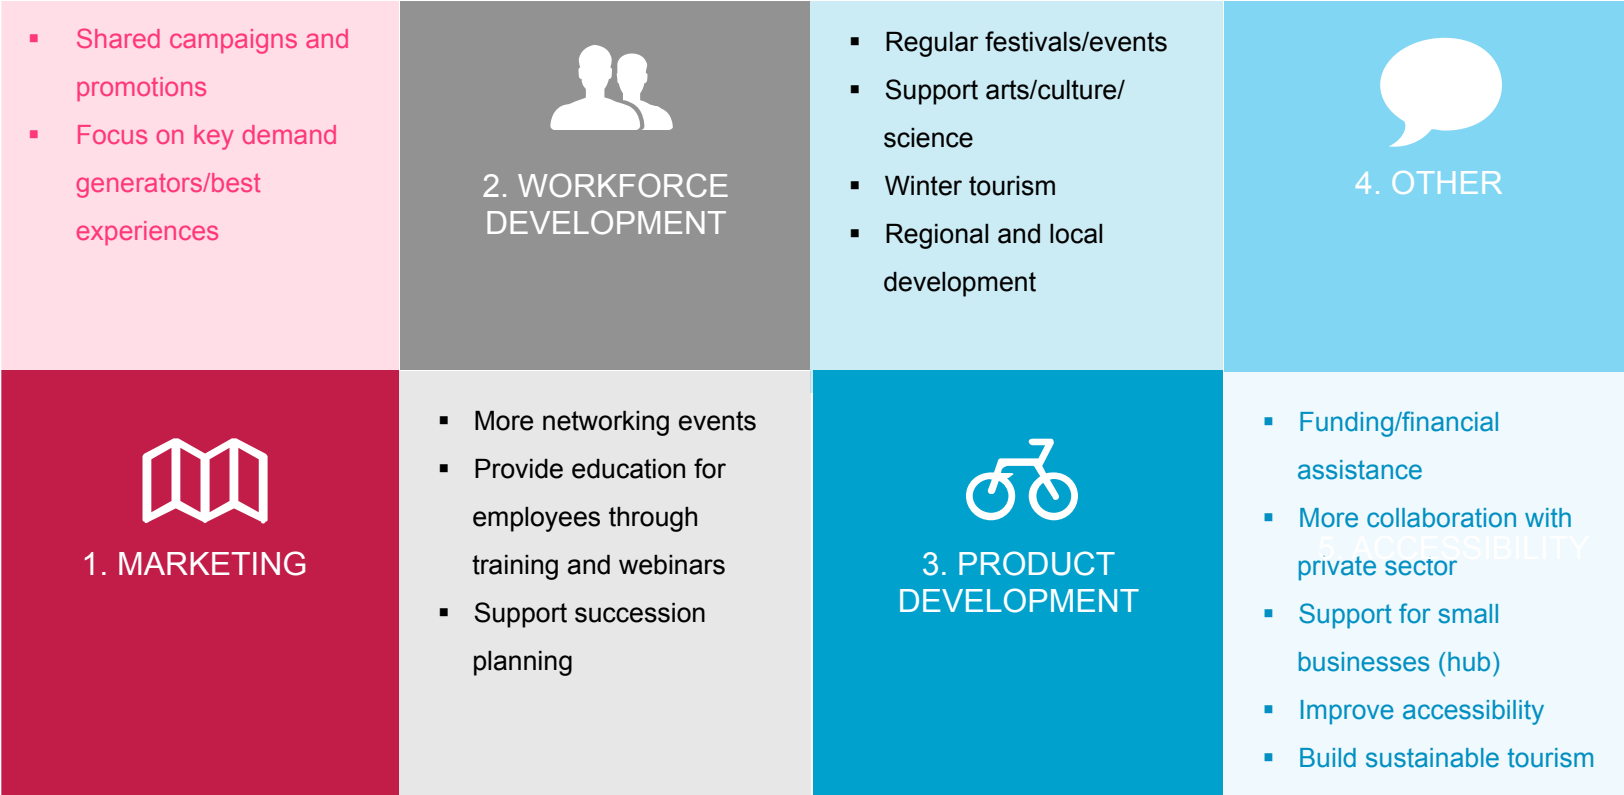 ▪ Shared campaigns and
promotions
▪ Focus on key demand
generators/best
experiences
1. MARKETING
2. WORKFORCE
DEVELOPMENT
▪ More networking events
▪ Provide education for
employees through
training and webinars
▪ Support succession
planning
▪ Regular festivals/events
▪ Support arts/culture/
science
▪ Winter tourism
▪ Regional and local
development
3. PRODUCT
DEVELOPMENT
4. OTHER
▪ Funding/financial
assistance
▪ More collaboration with
private sector
5. ACCESSIBILITY
▪ Support for small
businesses (hub)
▪ Improve accessibility
▪ Build sustainable tourism